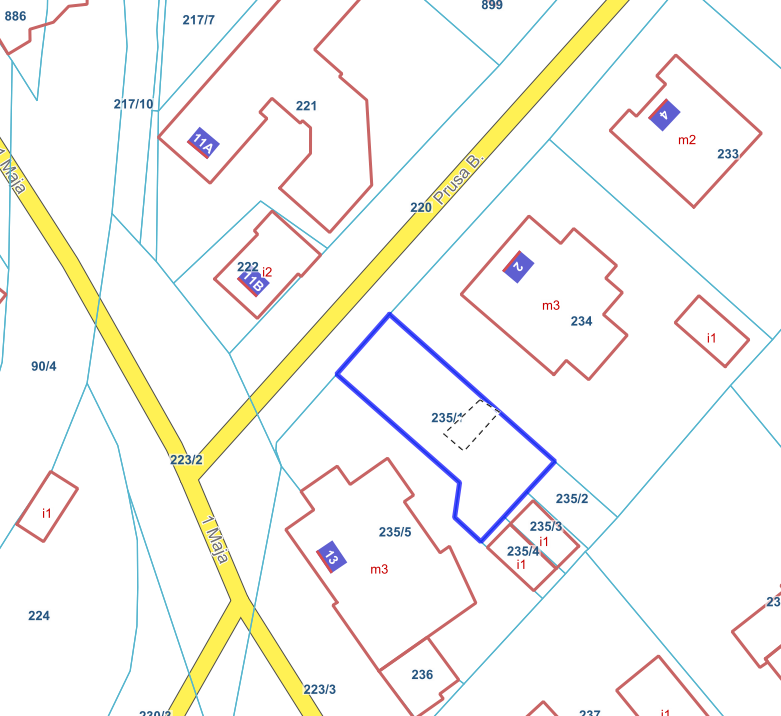 886
217/7
899
217/10
221
11A
4
m2
233
1 Maja
Prusa B.
220
222
i2
11B
2
m3
234
i1
90/4
235/1
223/2
235/2
i1
235/3
i1
235/4
i1
235/5
13
m3
1 Maja
224
236
223/3
237
i1